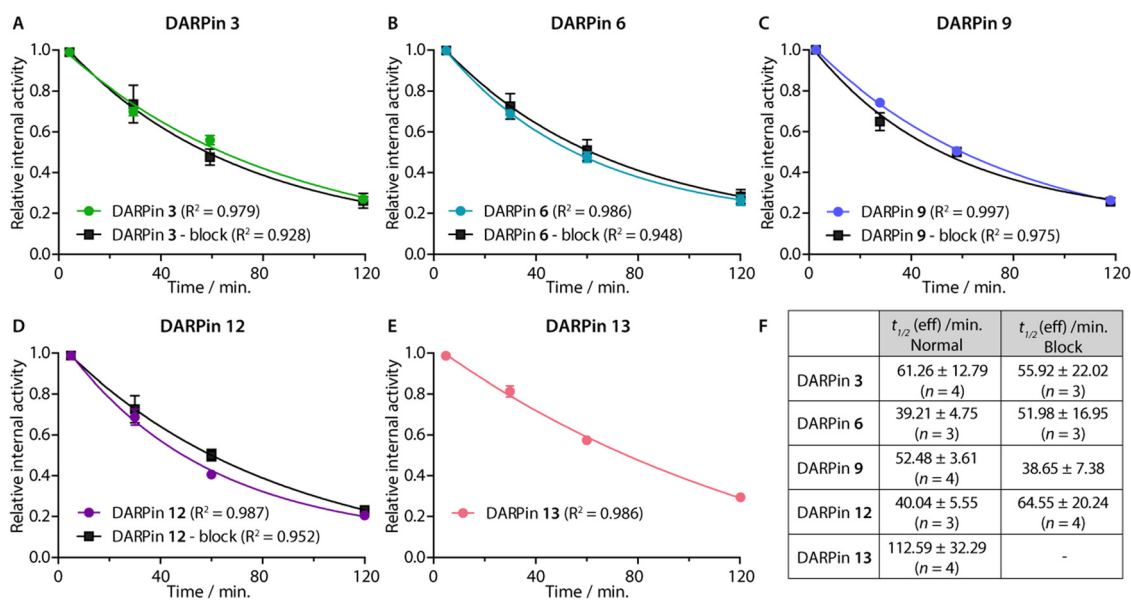 A
DARPin 3
Relative internal activity
1.0
0.8
0.6
0.4
0.2
0.0
DARPin 3 (R² = 0.979)
DARPin 3 - block (R² = 0.928)
0 40 80 120
Time / min.
B
DARPin 6
Relative internal activity
1.0
0.8
0.6
0.4
0.2
0.0
DARPin 6 (R² = 0.986)
DARPin 6 - block (R² = 0.948)
0 40 80 120
Time / min.
C
DARPin 9
Relative internal activity
1.0
0.8
0.6
0.4
0.2
0.0
DARPin 9 (R² = 0.997)
DARPin 9 - block (R² = 0.975)
0 40 80 120
Time / min.
D
DARPin 12
Relative internal activity
1.0
0.8
0.6
0.4
0.2
0.0
DARPin 12 (R² = 0.987)
DARPin 12 - block (R² = 0.952)
0 40 80 120
Time / min.
E
DARPin 13
Relative internal activity
1.0
0.8
0.6
0.4
0.2
0.0
DARPin 13 (R² = 0.986)
0 40 80 120
Time / min.
F
t1/2 (eff) /min. t1/2 (eff) /min.
Normal Block
DARPin 3 61.26 ± 12.79 55.92 ± 22.02
(n = 4) (n = 3)
DARPin 6 39.21 ± 4.75 51.98 ± 16.95
(n = 3) (n = 3)
DARPin 9 52.48 ± 3.61 38.65 ± 7.38
(n = 4)
DARPin 12 40.04 ± 5.55 64.55 ± 20.24
(n = 3) (n = 4)
DARPin 13 112.59 ± 32.29 -
(n = 4)